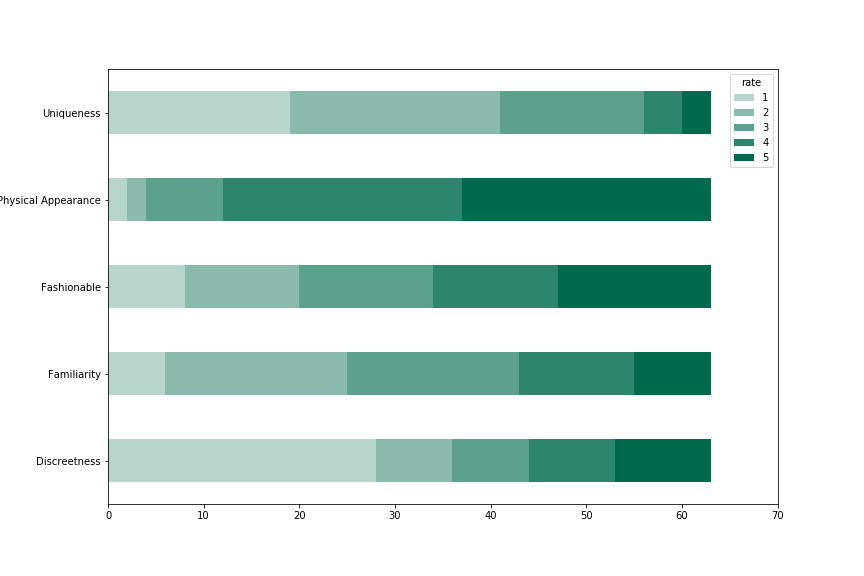 rate
1
2
3
4
5
Uniqueness
Physical Appearance
Fashionable
Familiarity
Discreetness
0 10 20 30 40 50 60 70